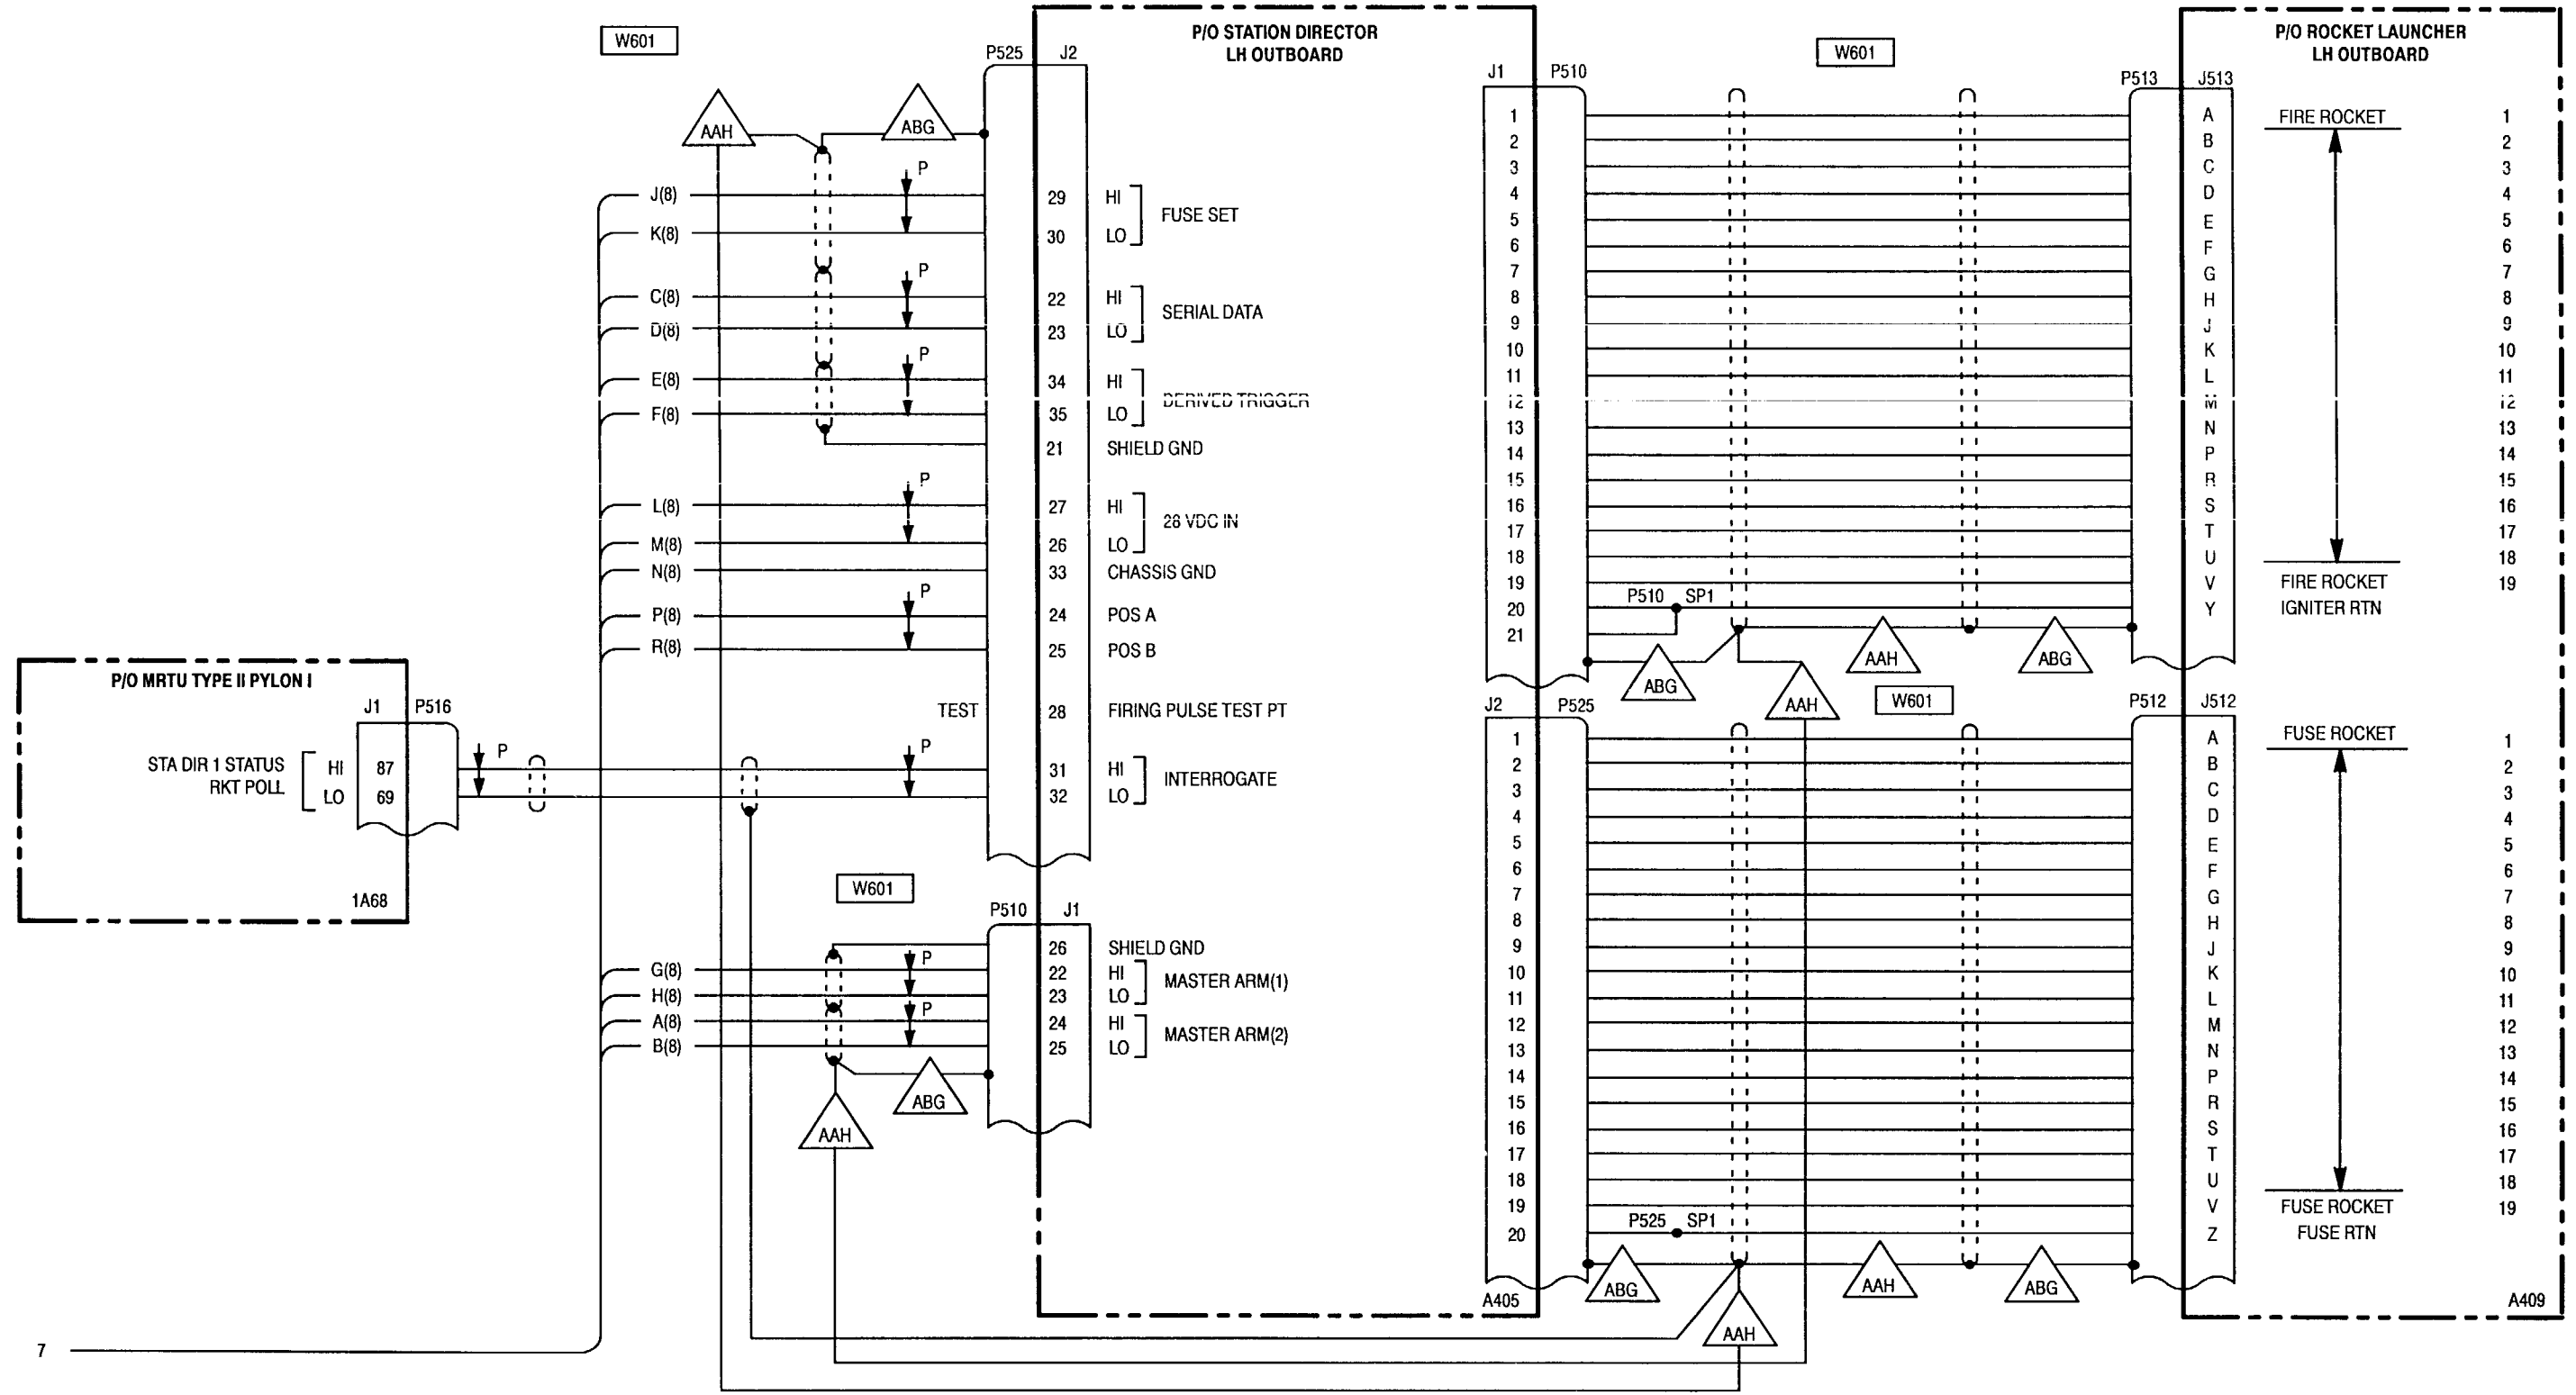 W601
P525 J2
P/O STATION DIRECTOR
LH OUTBOARD
AAH
ABG
J(8) P 29 HI
FUSE SET
K(8) 30 LO
C(8) P 22 HI
SERIAL DATA
D(8) 23 LO
E(8) P 34 HI
DERIVED TRIGGER
F(8) 35 LO
21 SHIELD GND
L(8) P 27 HI
28 VDC IN
M(8) 26 LO
N(8) 33 CHASSIS GND
P(8) P 24 POS A
R(8) 25 POS B
TEST 28 FIRING PULSE TEST PT
P/O MRTU TYPE II PYLON I
J1 P516
STA DIR 1 STATUS
RKT POLL
HI 87 P
LO 69
1A68
P 31 HI
INTERROGATE
32 LO
W601
P510 J1
26 SHIELD GND
G(8) P 22 HI
MASTER ARM(1)
H(8) 23 LO
A(8) P 24 HI
MASTER ARM(2)
B(8) 25 LO
ABG
AAH
7
A405
W601
J1 P510
P513 J513
P/O ROCKET LAUNCHER
LH OUTBOARD
1 A FIRE ROCKET 1
2 B 2
3 C 3
4 D 4
5 E 5
6 F 6
7 G 7
8 H 8
9 J 9
10 K 10
11 L 11
12 M 12
13 N 13
14 P 14
15 R 15
16 S 16
17 T 17
18 U 18
19 V FIRE ROCKET 19
20 P510 SP1 Y IGNITER RTN
21
ABG
AAH
AAH
ABG
W601
J2 P525
P512 J512
1 A FUSE ROCKET 1
2 B 2
3 C 3
4 D 4
5 E 5
6 F 6
7 G 7
8 H 8
9 J 9
10 K 10
11 L 11
12 M 12
13 N 13
14 P 14
15 R 15
16 S 16
17 T 17
18 U 18
19 V FUSE ROCKET 19
20 P525 SP1 Z FUSE RTN
ABG
AAH
AAH
ABG
A409